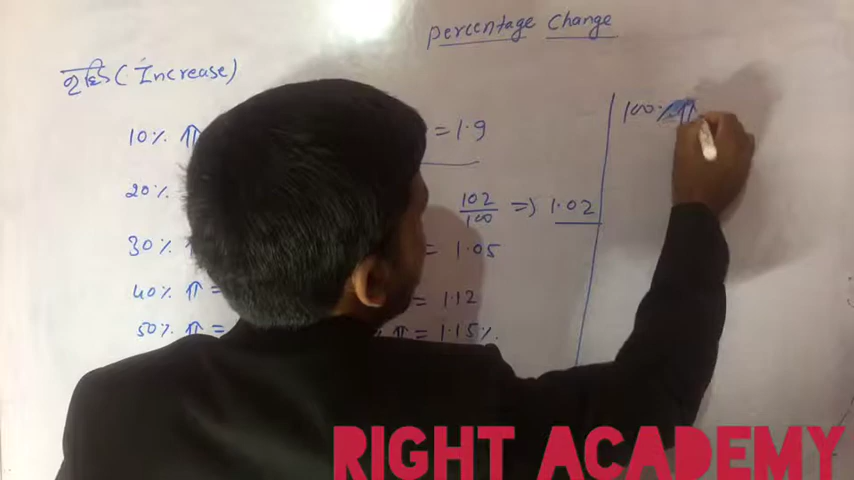 Percentage Change
वृद्धि ( Increase)
10% ⇑ = 1.9
20% 102/100 => 1.02
30% = 1.05
40% ⇑ = = 1.12
50% ⇑ = % ⇑ = 1.15%.
100% ⇑
RIGHT ACADEMY